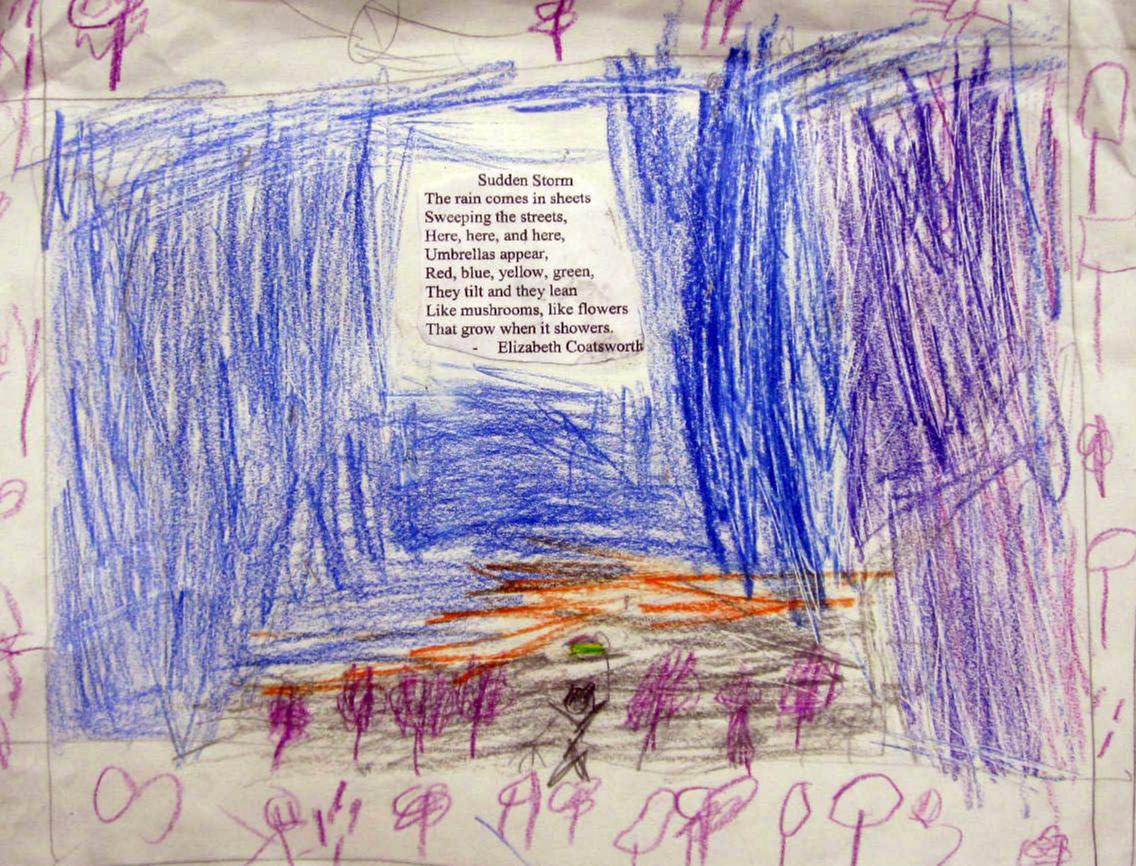 Sudden Storm
The rain comes in sheets
Sweeping the streets,
Here, here, and here,
Umbrellas appear,
Red, blue, yellow, green,
They tilt and they lean
Like mushrooms, like flowers
That grow when it showers.
- Elizabeth Coatsworth